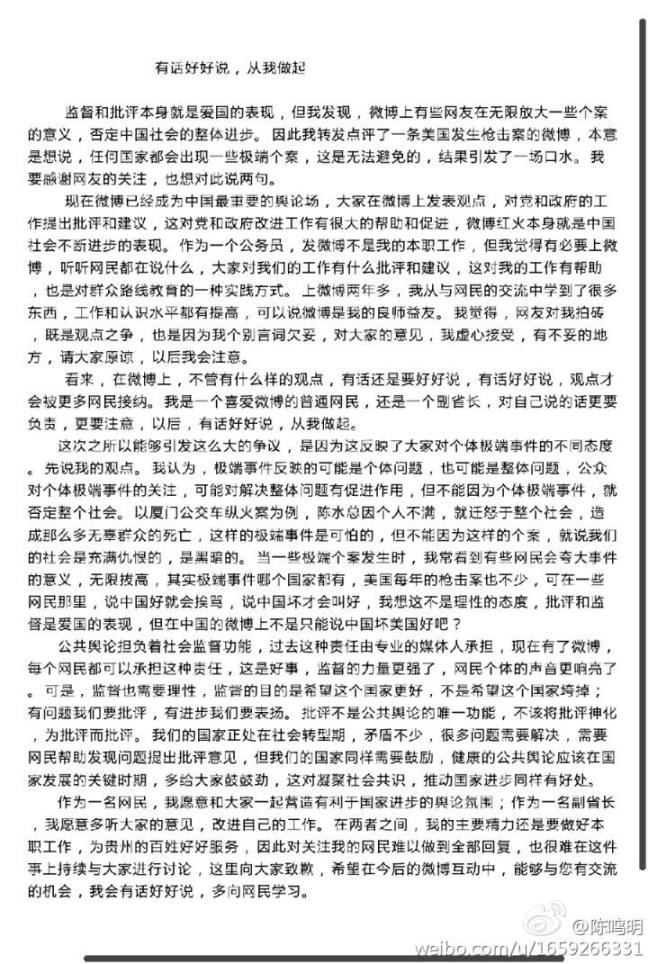 有话好好说，从我做起
监督和批评本身就是爱国的表现，但我发现，微博上有些网友在无限放大一些个案
的意义，否定中国社会的整体进步。 因此我转发点评了一条美国发生枪击案的微博，本意
是想说，任何国家都会出现一些极端个案，这是无法避免的，结果引发了一场口水。 我
要感谢网友的关注，也想对此说两句。
现在微博已经成为中国最重要的舆论场，大家在微博上发表观点，对党和政府的工
作提出批评和建议，这对党和政府改进工作有很大的帮助和促进，微博红火本身就是中国
社会不断进步的表现。作为一个公务员，发微博不是我的本职工作，但我觉得有必要上微
博，听听网民都在说什么，大家对我们的工作有什么批评和建议，这对我的工作有帮助
，也是对群众路线教育的一种实践方式。 上微博两年多，我从与网民的交流中学到了很多
东西，工作和认识水平都有提高，可以说微博是我的良师益友。 我觉得，网友对我拍砖
，既是观点之争，也是因为我个别言词欠妥，对大家的意见，我虚心接受，有不妥的地
方，请大家原谅，以后我会注意。
看来，在微博上，不管有什么样的观点，有话还是要好好说，有话好好说，观点才
会被更多网民接纳。我是一个喜爱微博的普通网民，还是一个副省长，对自己说的话更要
负责，更要注意，以后，有话好好说，从我做起。
这次之所以能够引发这么大的争议，是因为这反映了大家对个体极端事件的不同态度
。 先说我的观点。 我认为，极端事件反映的可能是个体问题，也可能是整体问题，公众
对个体极端事件的关注，可能对解决整体问题有促进作用，但不能因为个体极端事件，就
否定整个社会。 以厦门公交车纵火案为例，陈水总因个人不满，就迁怒于整个社会，造
成那么多无辜群众的死亡，这样的极端事件是可怕的，但不能因为这样的个案，就说我们
的社会是充满仇恨的，是黑暗的。 当一些极端个案发生时，我常看到有些网民会夸大事件
的意义，无限拔高，其实极端事件哪个国家都有，美国每年的枪击案也不少，可在一些
网民那里，说中国好就会挨骂，说中国坏才会叫好，我想这不是理性的态度，批评和监
督是爱国的表现，但在中国的微博上不是只能说中国坏美国好吧？
公共舆论担负着社会监督功能，过去这种责任由专业的媒体人承担，现在有了微博，
每个网民都可以承担这种责任，这是好事，监督的力量更强了，网民个体的声音更响亮了
。 可是，监督也需要理性，监督的目的是希望这个国家更好，不是希望这个国家垮掉；
有问题我们要批评，有进步我们要表扬。 批评不是公共舆论的唯一功能，不该将批评神化
，为批评而批评。 我们的国家正处在社会转型期，矛盾不少，很多问题需要解决，需要
网民帮助发现问题提出批评意见，但我们的国家同样需要鼓励，健康的公共舆论应该在国
家发展的关键时期，多给大家鼓鼓劲，这对凝聚社会共识，推动国家进步同样有好处。
作为一名网民，我愿意和大家一起营造有利于国家进步的舆论氛围；作为一名副省长
，我愿意多听大家的意见，改进自己的工作。 在两者之间，我的主要精力还是要做好本
职工作，为贵州的百姓好好服务，因此对关注我的网民难以做到全部回复，也很难在这件
事上持续与大家进行讨论，这里向大家致歉，希望在今后的微博互动中，能够与您有交流
的机会，我会有话好好说，多向网民学习。
@陈鸣明
weibo.com/u/1659266331